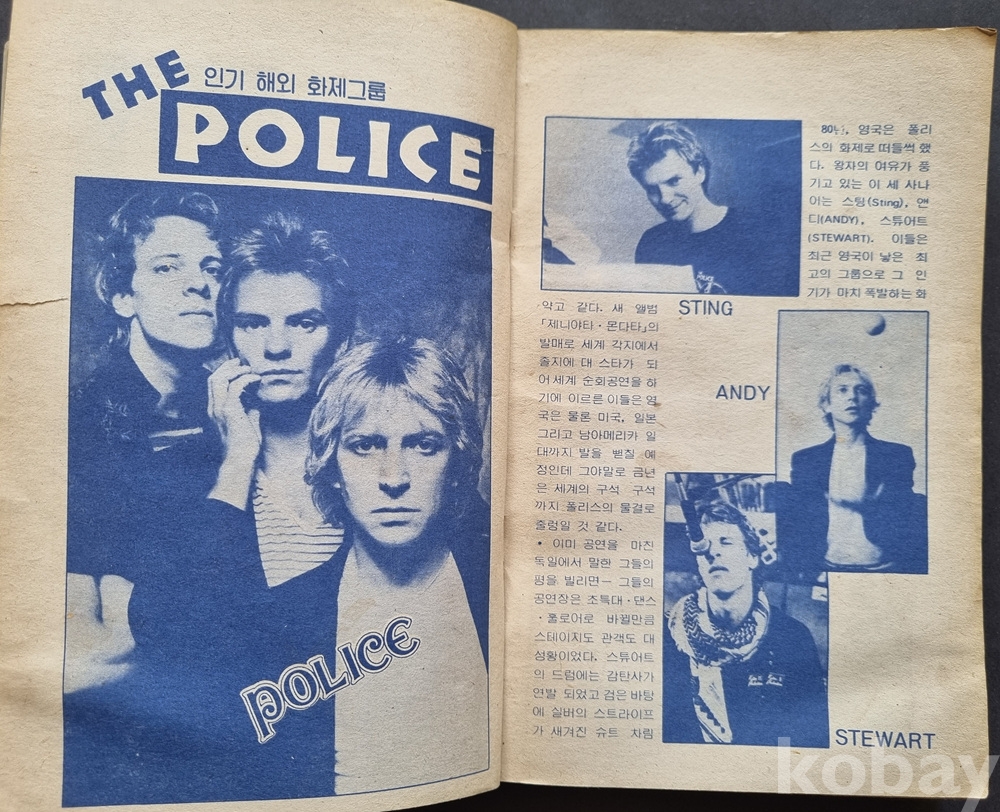 THE
인기 해외 화제그룹
POLICE
POLICE
80년, 영국은 폴리
스의 화제로 떠들썩 했
다. 왕자의 여유가 풍
기고 있는 이 세 사나
이는 스팅(Sting), 앤
디(ANDY), 스튜어트
(STEWART). 이들은
최근 영국이 낳은 최
고의 그룹으로 그 인
기가 마치 폭발하는 화
약고 같다. 새 앨범
「제니야타·몬다타」의
발매로 세계 각지에서
졸지에 대 스타가 되
어 세계 순회공연을 하
기에 이르른 이들은 영
국은 물론 미국, 일본
그리고 남아메리카 일
대까지 발을 뻗칠 예
정인데 그야말로 금년
은 세계의 구석 구석
까지 폴리스의 물결로
출렁일 것 같다.
• 이미 공연을 마친
독일에서 말한 그들의
평을 빌리면— 그들의
공연장은 초특대·댄스
·홀로어로 바뀔만큼
스테이지도 관객도 대
성황이었다. 스튜어트
의 드럼에는 감탄사가
연발 되었고 검은 바탕
에 실버의 스트라이프
가 새겨진 슈트 차림
STING
ANDY
STEWART
kobay